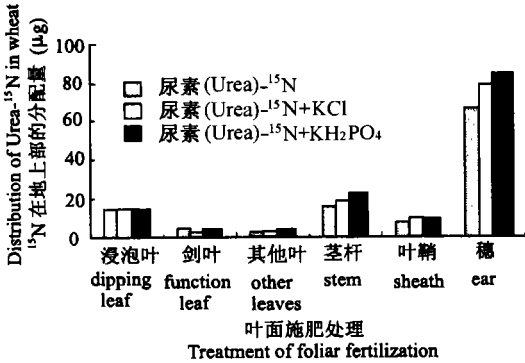 Distribution of Urea-¹⁵N in wheat
¹⁵N 在地上部的分配量 (μg)
100
80
60
40
20
0
尿素 (Urea)-¹⁵N
尿素 (Urea)-¹⁵N+KCl
尿素 (Urea)-¹⁵N+KH₂PO₄
浸泡叶 剑叶 其他叶 茎杆 叶鞘 穗
dipping function other stem sheath ear
leaf leaf leaves
叶面施肥处理
Treatment of foliar fertilization